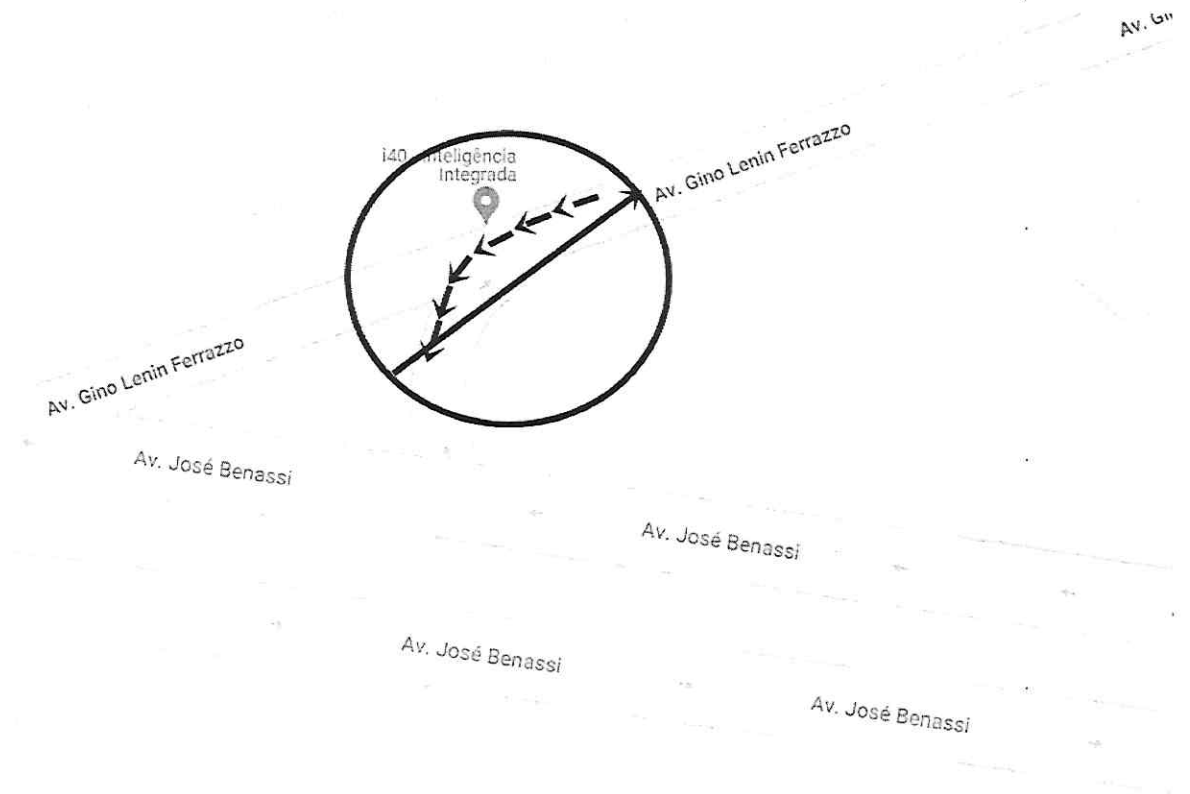 Av. Gi
i40 Inteligência
Integrada
Av. Gino Lenin Ferrazzo
Av. Gino Lenin Ferrazzo
Av. José Benassi
Av. José Benassi
Av. José Benassi
Av. José Benassi